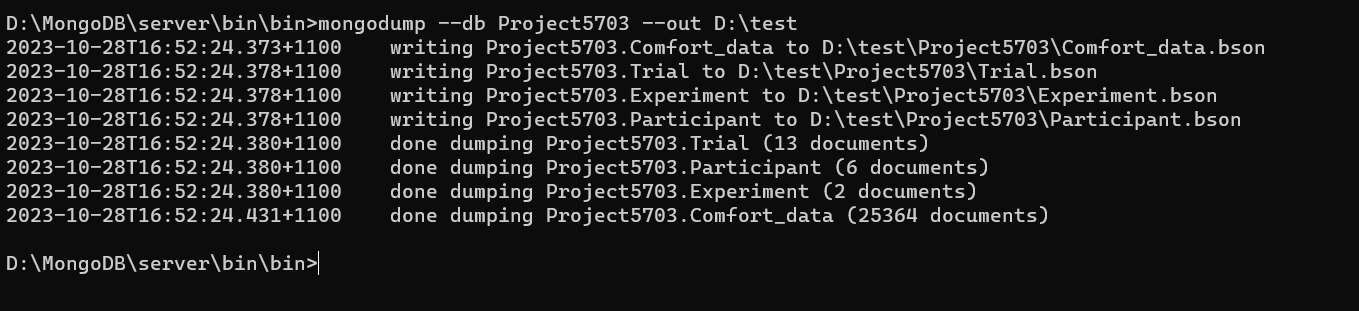 D:\MongoDB\server\bin\bin>mongodump --db Project5703 --out D:\test
2023-10-28T16:52:24.373+1100    writing Project5703.Comfort_data to D:\test\Project5703\Comfort_data.bson
2023-10-28T16:52:24.378+1100    writing Project5703.Trial to D:\test\Project5703\Trial.bson
2023-10-28T16:52:24.378+1100    writing Project5703.Experiment to D:\test\Project5703\Experiment.bson
2023-10-28T16:52:24.378+1100    writing Project5703.Participant to D:\test\Project5703\Participant.bson
2023-10-28T16:52:24.380+1100    done dumping Project5703.Trial (13 documents)
2023-10-28T16:52:24.380+1100    done dumping Project5703.Participant (6 documents)
2023-10-28T16:52:24.380+1100    done dumping Project5703.Experiment (2 documents)
2023-10-28T16:52:24.431+1100    done dumping Project5703.Comfort_data (25364 documents)
D:\MongoDB\server\bin\bin>